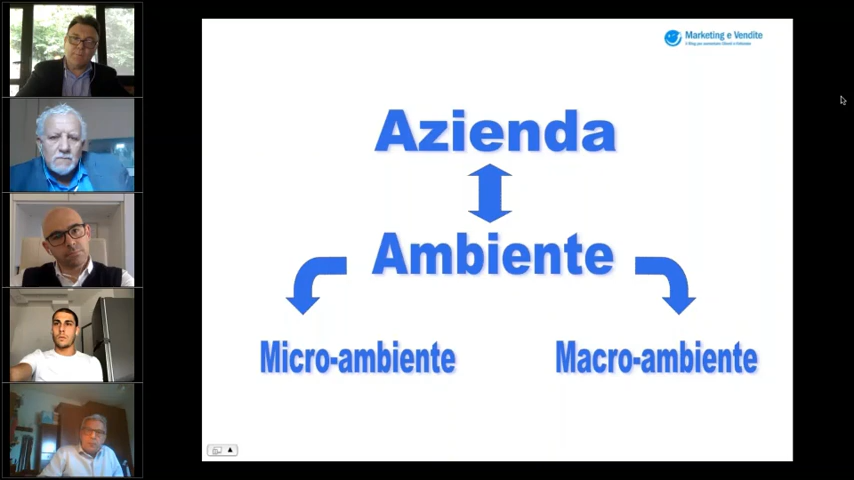 Marketing e Vendite
Azienda
Ambiente
Micro-ambiente
Macro-ambiente